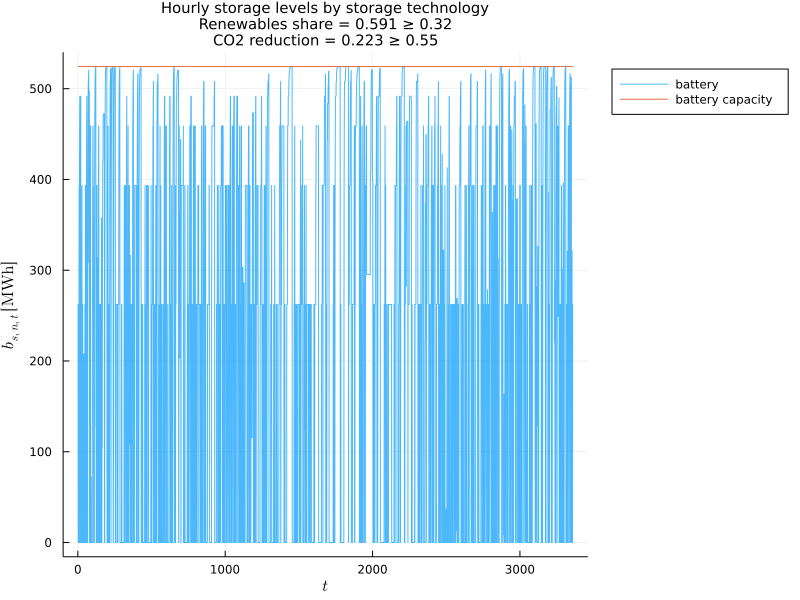 Hourly storage levels by storage technology
Renewables share = 0.591 ≥ 0.32
CO2 reduction = 0.223 ≥ 0.55
battery
battery capacity
500
400
300
200
100
0
b_{s,n,t} [MWh]
0 1000 2000 3000
t